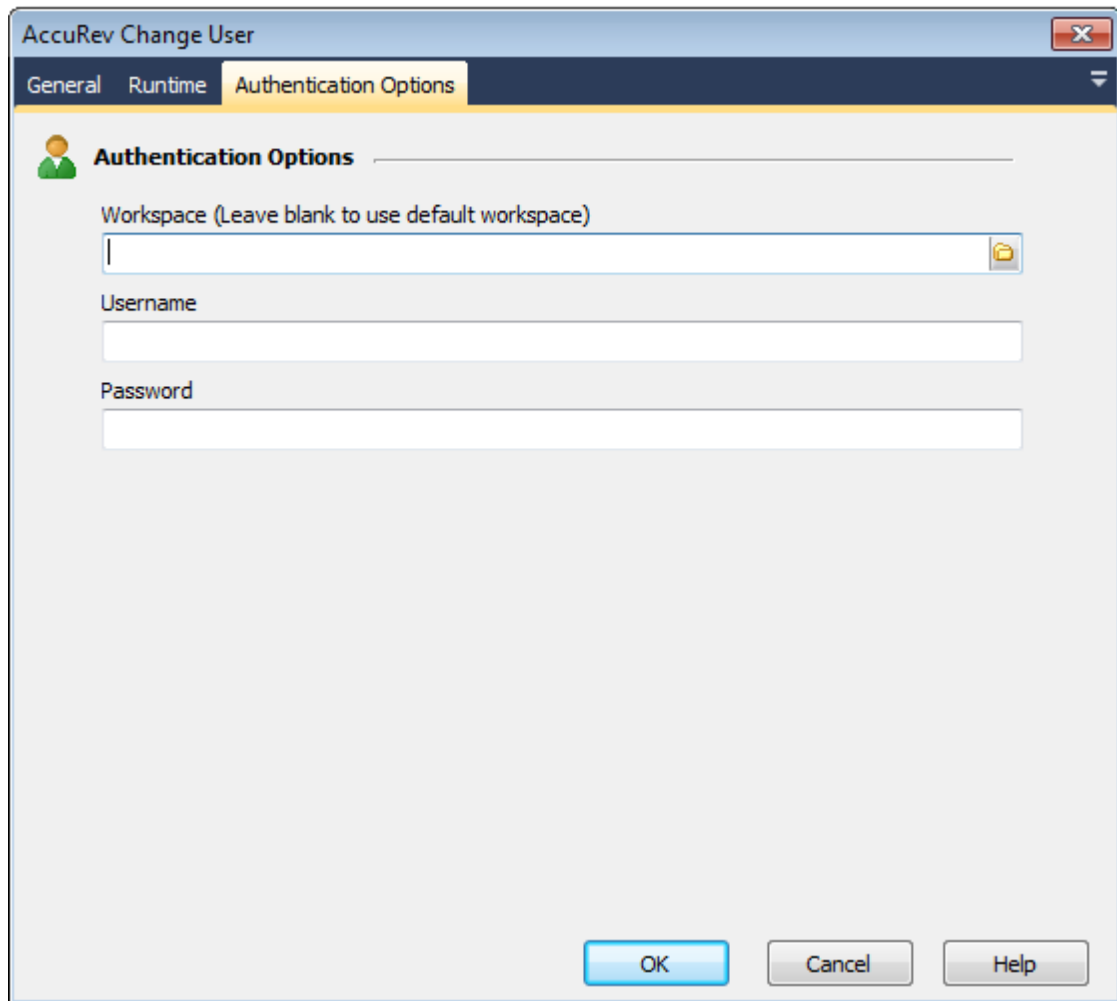 AccuRev Change User
General Runtime Authentication Options
Authentication Options
Workspace (Leave blank to use default workspace)
Username
Password
OK Cancel Help